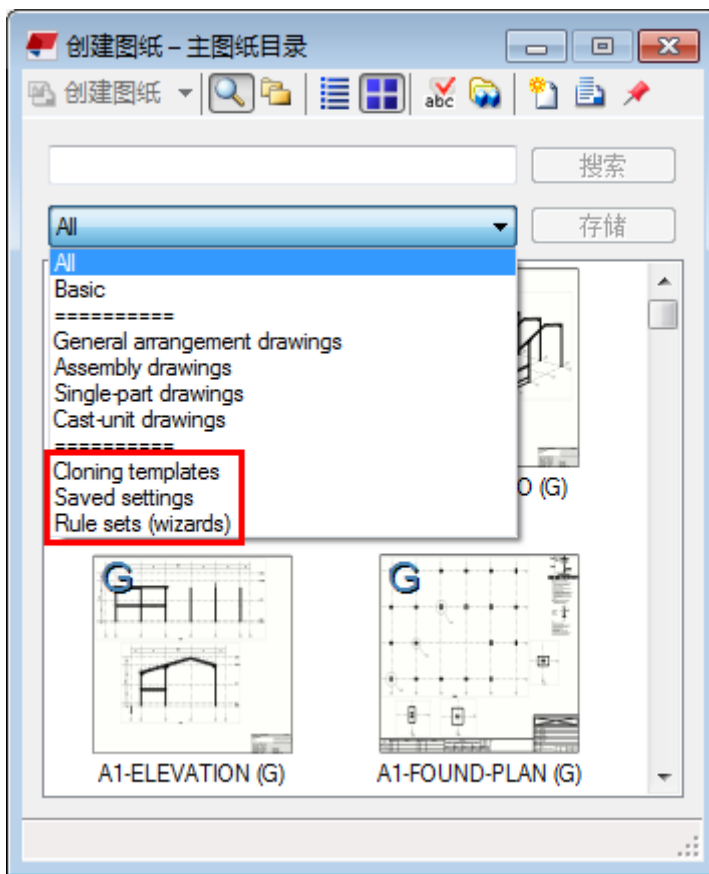 创建图纸 – 主图纸目录
创建图纸
abc
搜索
All
存储
All
Basic
==========
General arrangement drawings
Assembly drawings
Single-part drawings
Cast-unit drawings
==========
Cloning templates
Saved settings
Rule sets (wizards)
O (G)
G
G
A1-ELEVATION (G)
A1-FOUND-PLAN (G)